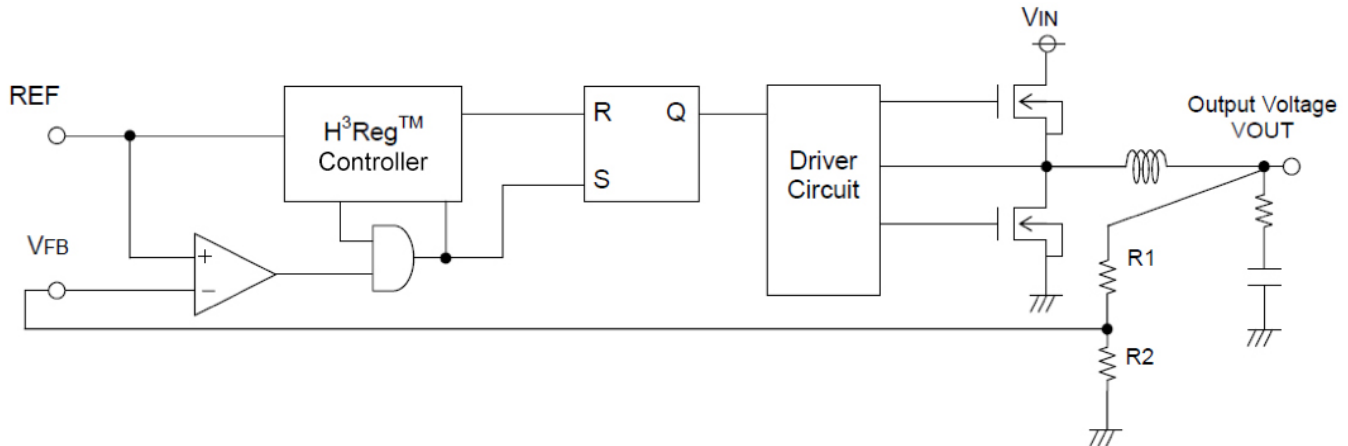 VIN
REF
H³Reg™
Controller
R
Q
S
Driver
Circuit
Output Voltage
VOUT
VFB
+
−
R1
R2